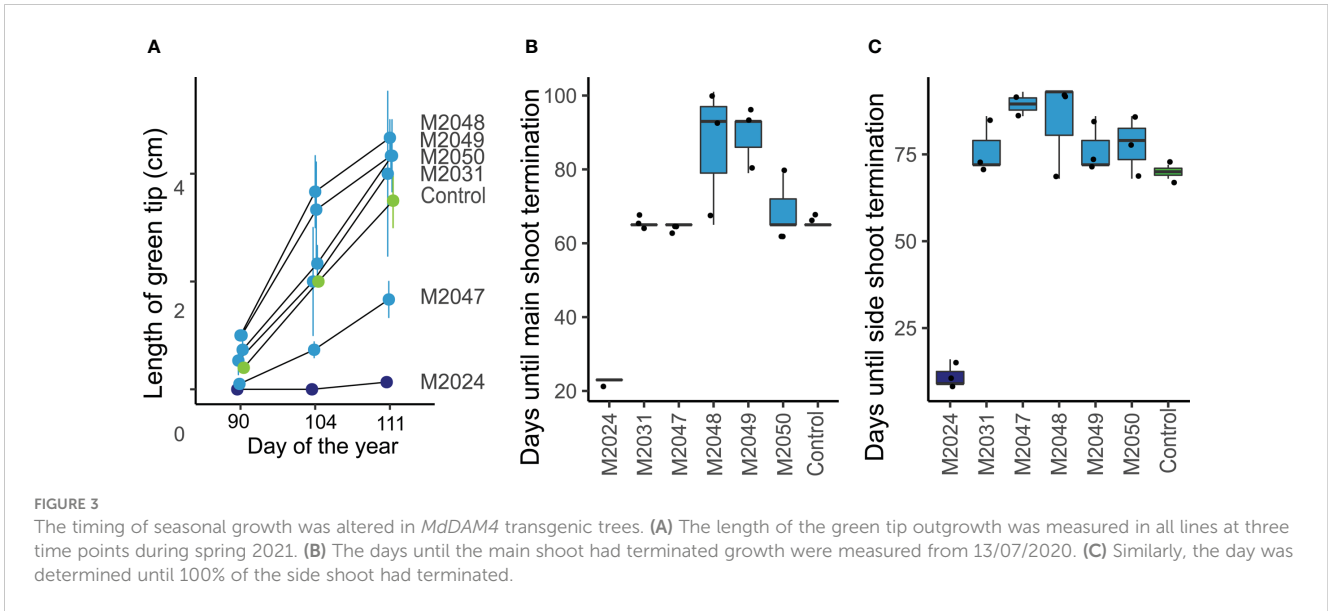 A
Length of green tip (cm)
4
2
0
90
104
111
Day of the year
M2048
M2049
M2050
M2031
Control
M2047
M2024
B
Days until main shoot termination
100
80
60
40
20
M2024
M2031
M2047
M2048
M2049
M2050
Control
C
Days until side shoot termination
75
50
25
M2024
M2031
M2047
M2048
M2049
M2050
Control
FIGURE 3
The timing of seasonal growth was altered in MdDAM4 transgenic trees. (A) The length of the green tip outgrowth was measured in all lines at three
time points during spring 2021. (B) The days until the main shoot had terminated growth were measured from 13/07/2020. (C) Similarly, the day was
determined until 100% of the side shoot had terminated.